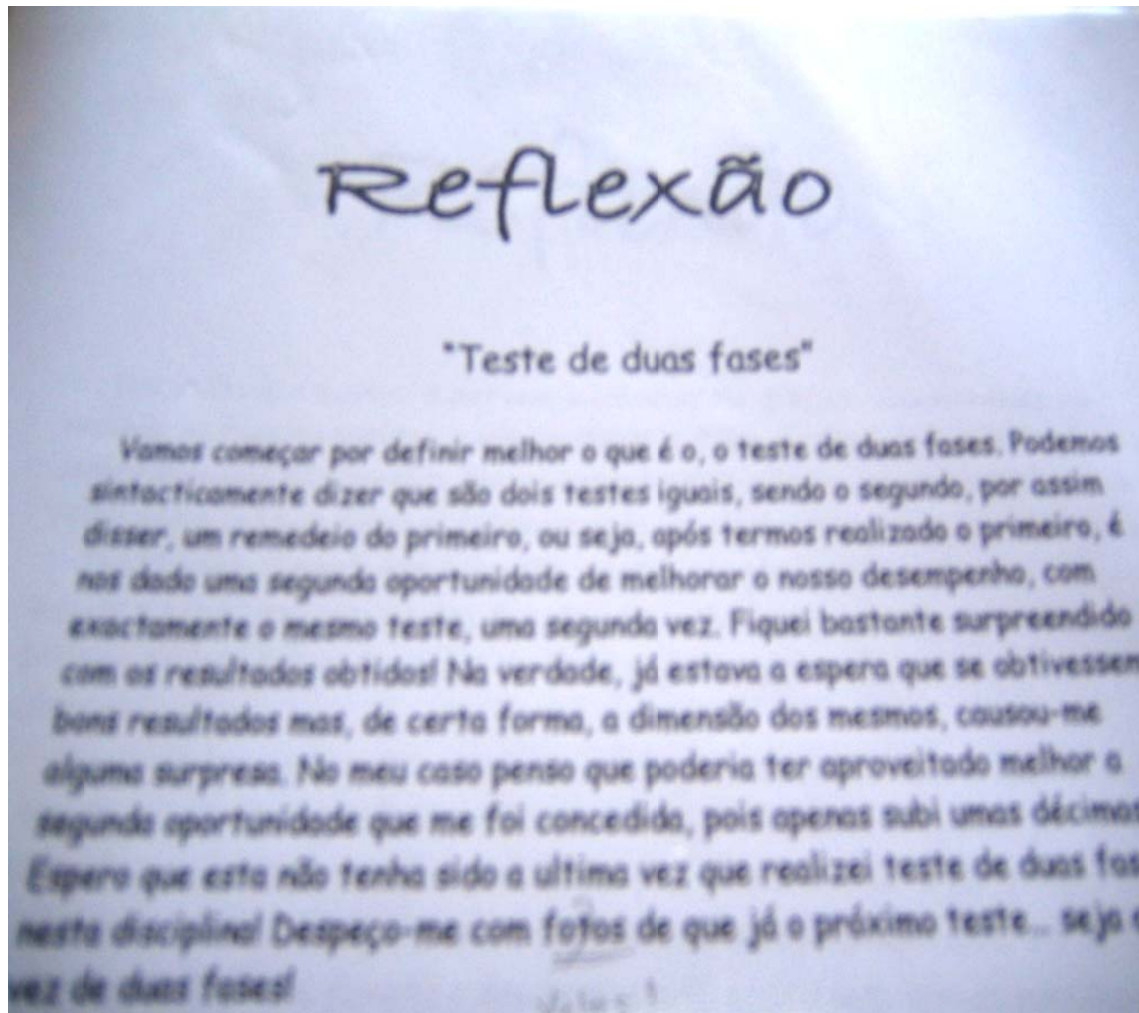 Reflexão
"Teste de duas fases"
Vamos começar por definir melhor o que é o, o teste de duas fases. Podemos
sintacticamente dizer que são dois testes iguais, sendo o segundo, por assim
disser, um remedeio do primeiro, ou seja, após termos realizado o primeiro, é
nos dado uma segunda oportunidade de melhorar o nosso desempenho, com
exactamente o mesmo teste, uma segunda vez. Fiquei bastante surpreendido
com os resultados obtidos! Na verdade, já estava a espera que se obtivessem
bons resultados mas, de certa forma, a dimensão dos mesmos, causou-me
alguma surpresa. No meu caso penso que poderia ter aproveitado melhor a
segunda oportunidade que me foi concedida, pois apenas subi umas décimas
Espero que esta não tenha sido a ultima vez que realizei teste de duas fas
nesta disciplina! Despeço-me com fotos de que já o próximo teste... seja
vez de duas fases!